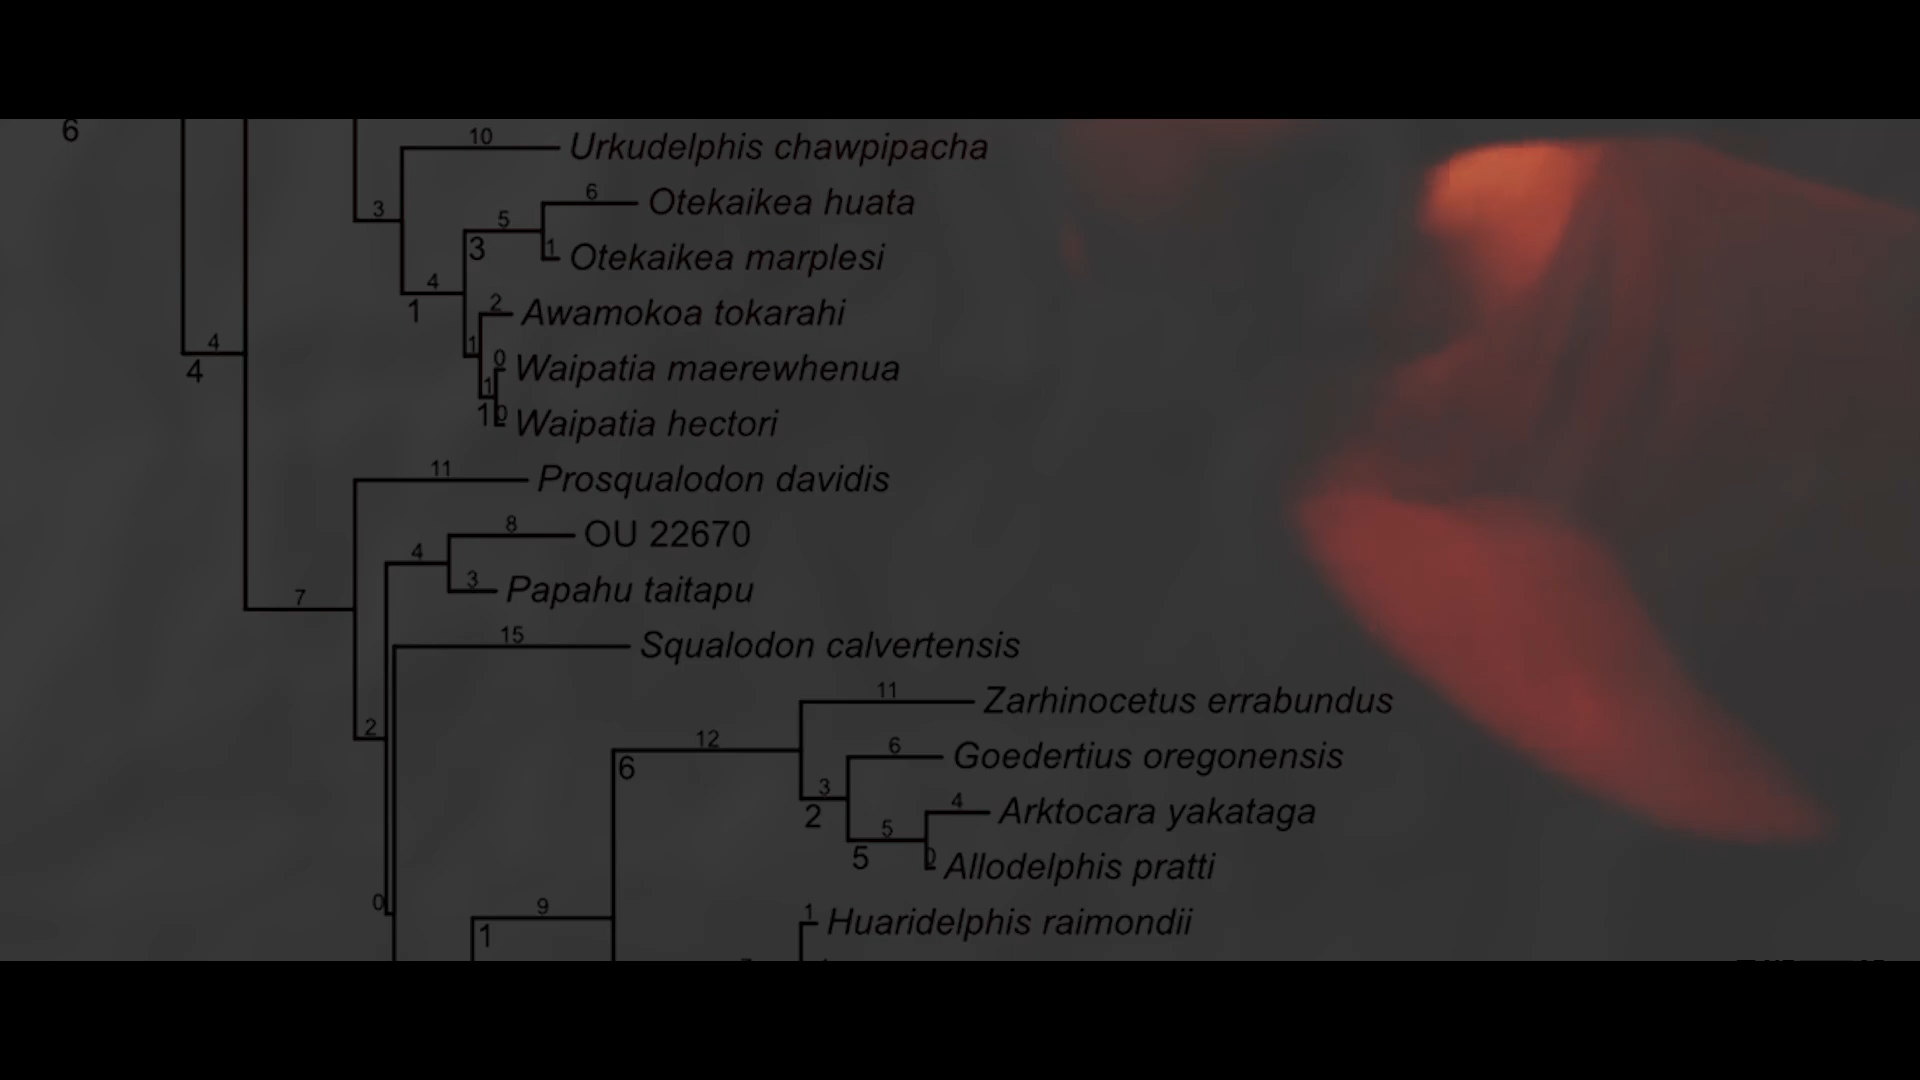 6
10
Urkudelphis chawpipacha
6
Otekaikea huata
3
5
3
1
Otekaikea marplesi
4
1
2
Awamokoa tokarahi
4
4
1
0
Waipatia maerewhenua
1
1
0
Waipatia hectori
11
Prosqualodon davidis
8
OU 22670
4
3
Papahu taitapu
7
15
Squalodon calvertensis
11
Zarhinocetus errabundus
2
12
6
6
Goedertius oregonensis
3
2
4
Arktocara yakataga
5
5
0
Allodelphis pratti
0
9
1
1
Huaridelphis raimondii